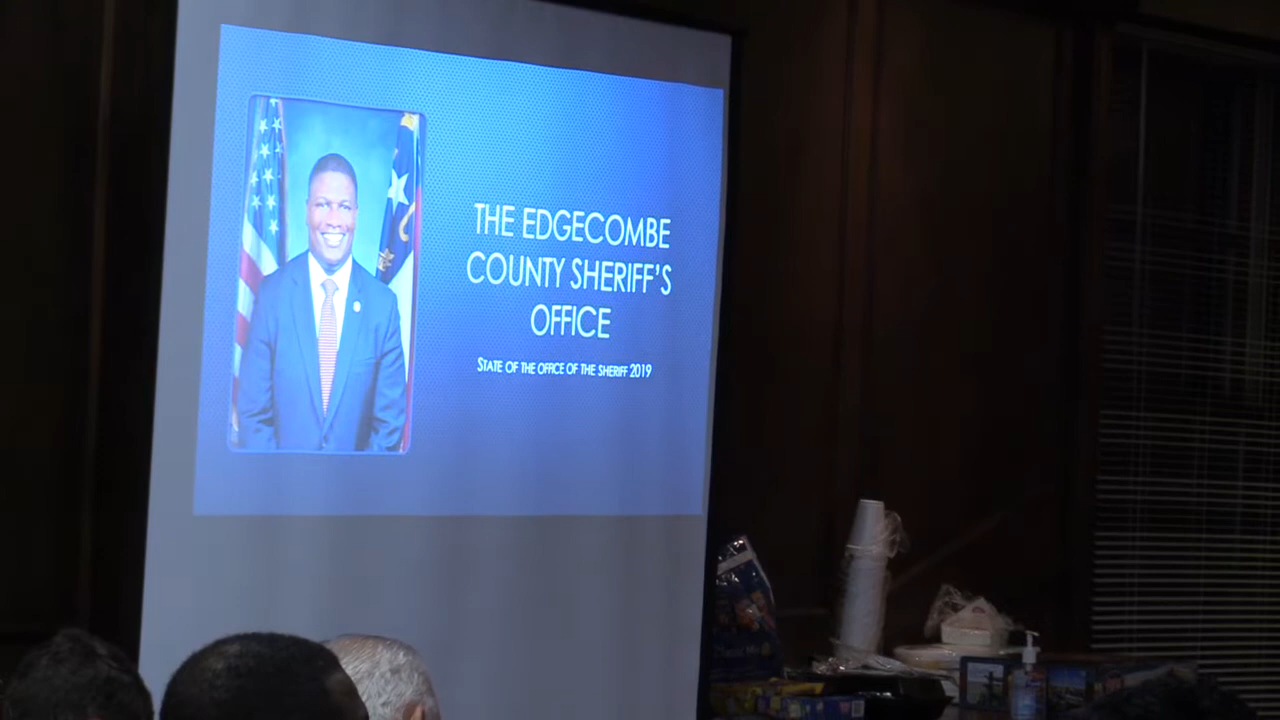 THE EDGECOMBE
COUNTY SHERIFF'S
OFFICE
STATE OF THE OFFICE OF THE SHERIFF 2019